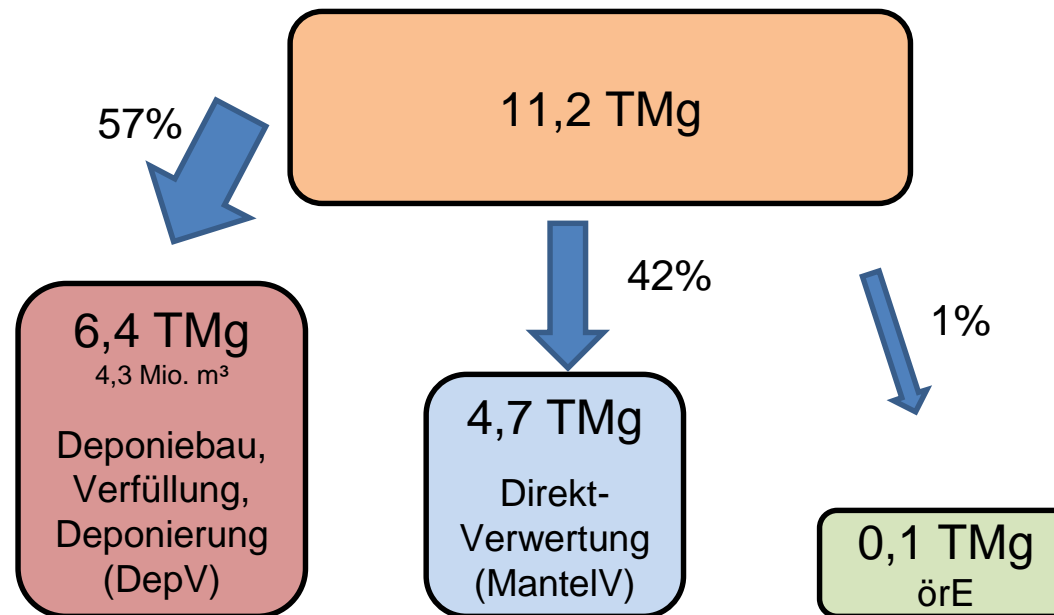 11,2 TMg
57%
42%
1%
6,4 TMg
4,3 Mio. m³
Deponiebau,
Verfüllung,
Deponierung
(DepV)
4,7 TMg
Direkt-
Verwertung
(MantelV)
0,1 TMg
örE